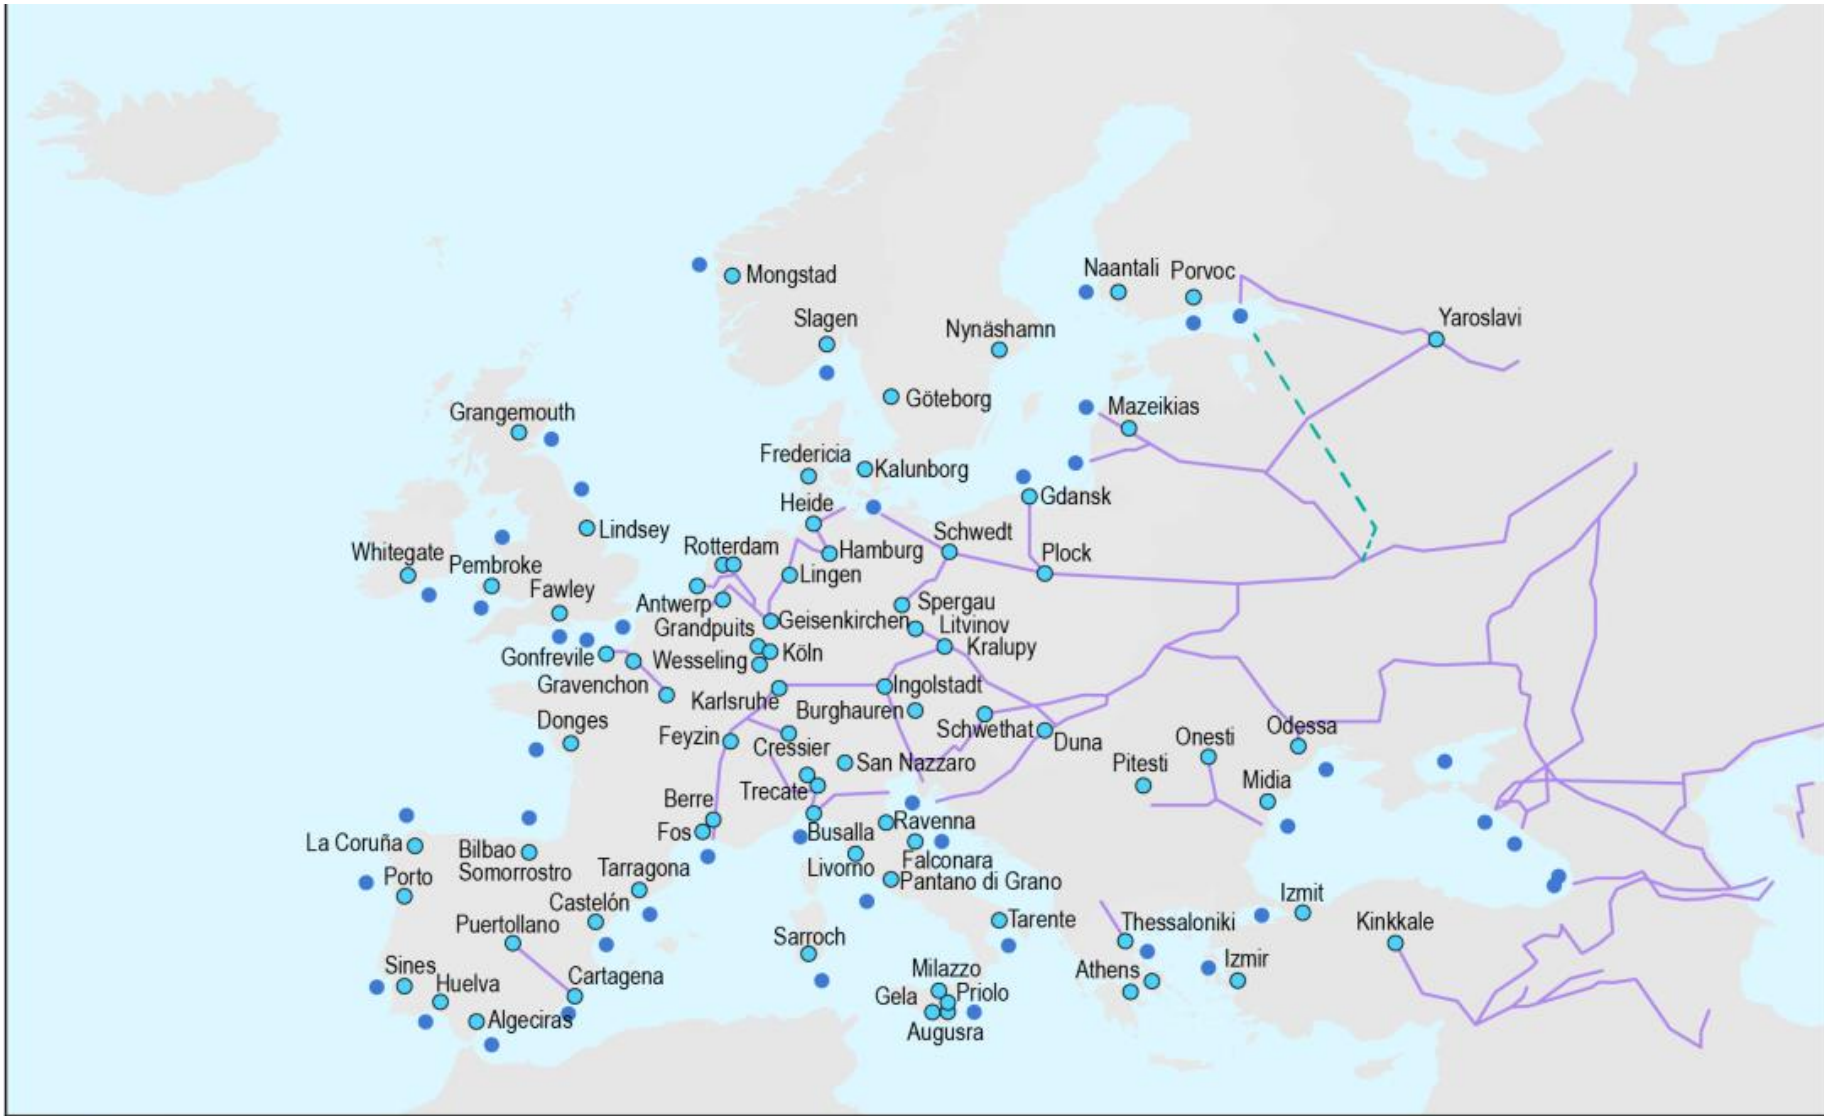 Naantali
Porvoc
Mongstad
Slagen
Yaroslavi
Nynäshamn
Göteborg
Mazeikias
Grangemouth
Fredericia
Kalunborg
Heide
Gdansk
Lindsey
Schwedt
Rotterdam
Hamburg
Whitegate
Pembroke
Plock
Lingen
Fawley
Antwerp
Spergau
Geisenkirchen
Grandpuits
Litvinov
Kralupy
Gonfrevile
Wesseling
Köln
Gravenchon
Karlsruhe
Ingolstadt
Burghauren
Donges
Schwethat
Odessa
Feyzin
Cressier
Duna
Onesti
San Nazzaro
Pitesti
Midia
Trecate
Berre
Fos
Busalla
Ravenna
La Coruña
Bilbao
Somorrostro
Falconara
Livorno
Tarragona
Porto
Pantano di Grano
Castelón
Izmit
Puertollano
Tarente
Thessaloniki
Kinkkale
Sarroch
Sines
Huelva
Cartagena
Milazzo
Athens
Izmir
Gela
Priolo
Algeciras
Augusra